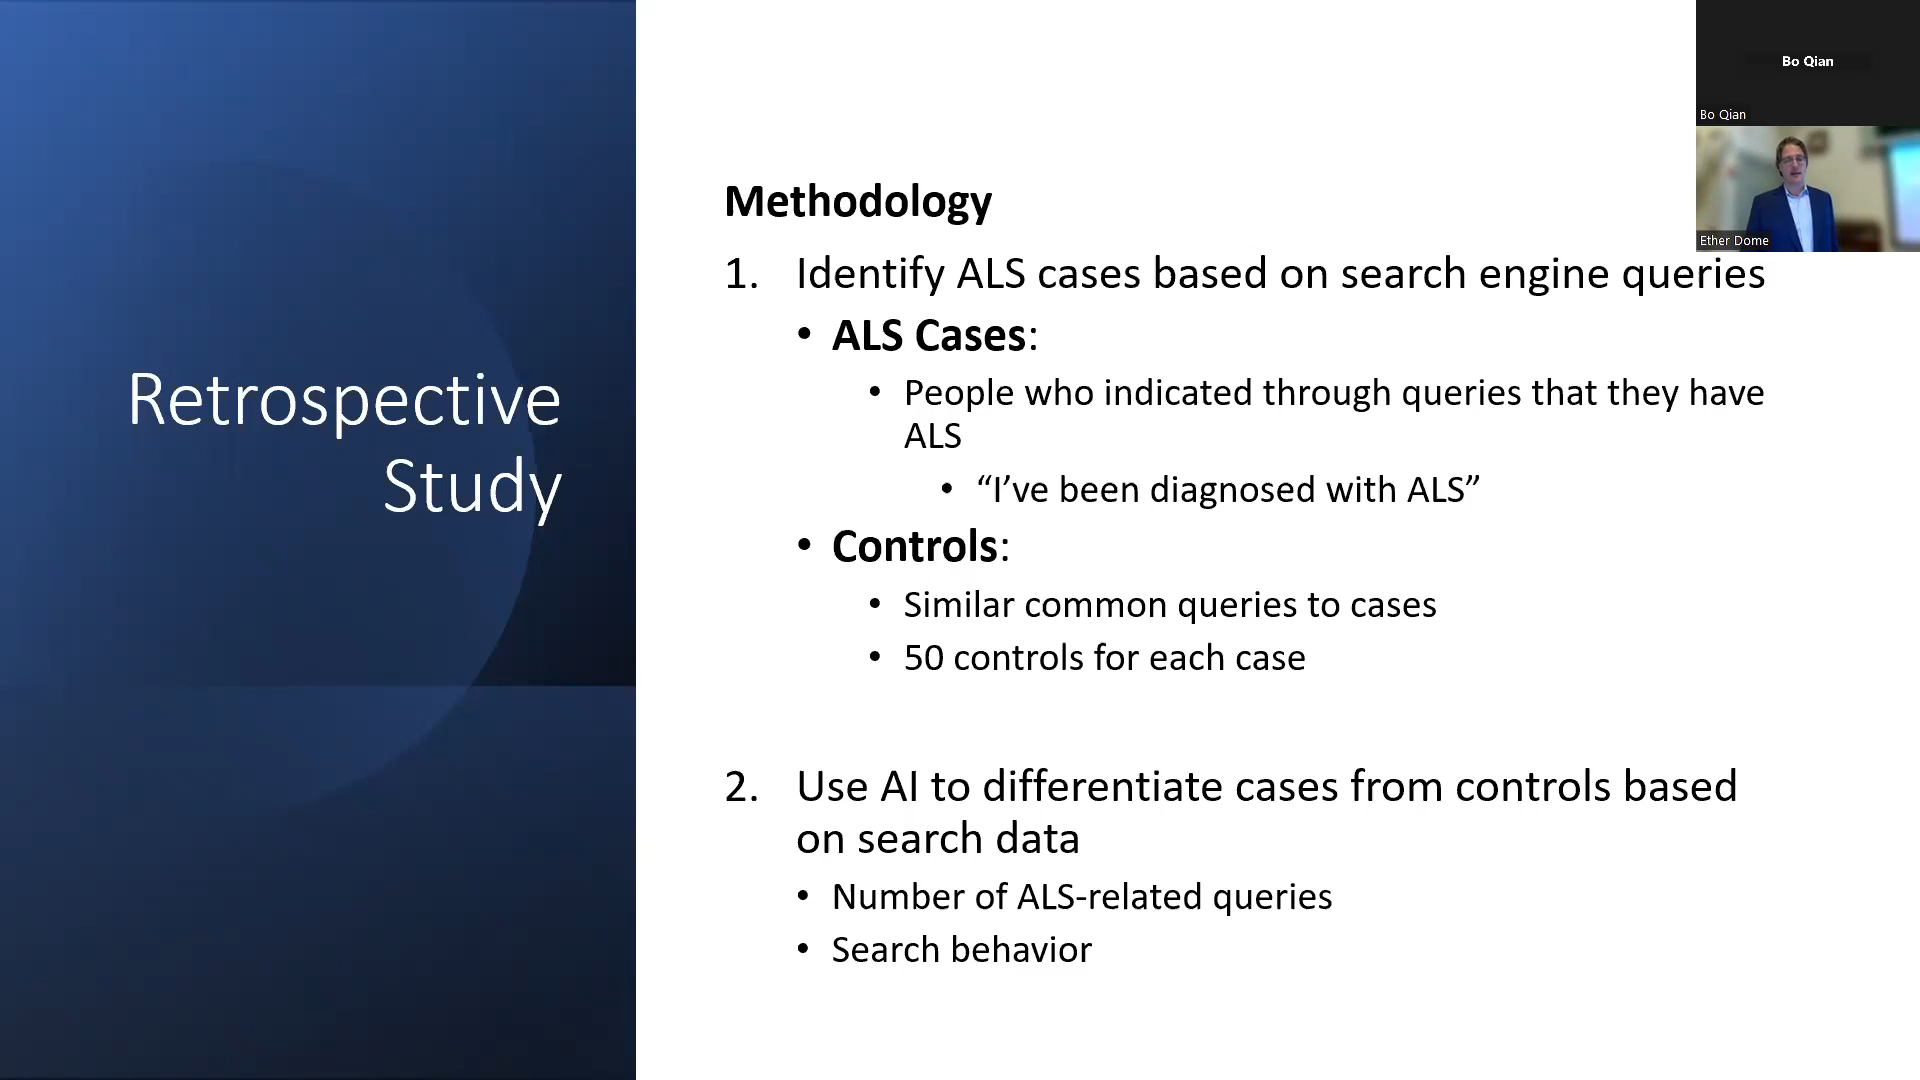 Retrospective
Study
Methodology
1. Identify ALS cases based on search engine queries
• ALS Cases:
• People who indicated through queries that they have
ALS
• “I’ve been diagnosed with ALS”
• Controls:
• Similar common queries to cases
• 50 controls for each case
2. Use AI to differentiate cases from controls based
on search data
• Number of ALS-related queries
• Search behavior
Bo Qian
Bo Qian
Ether Dome